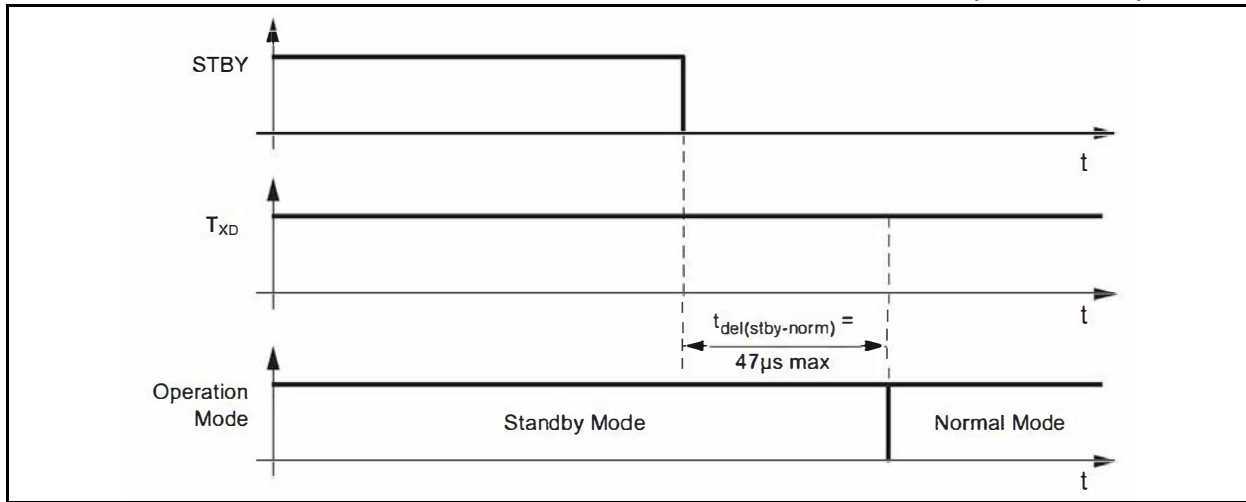 STBY
t
TXD
t
tdel(stby-norm) =
47µs max
Operation
Mode
Standby Mode
Normal Mode
t